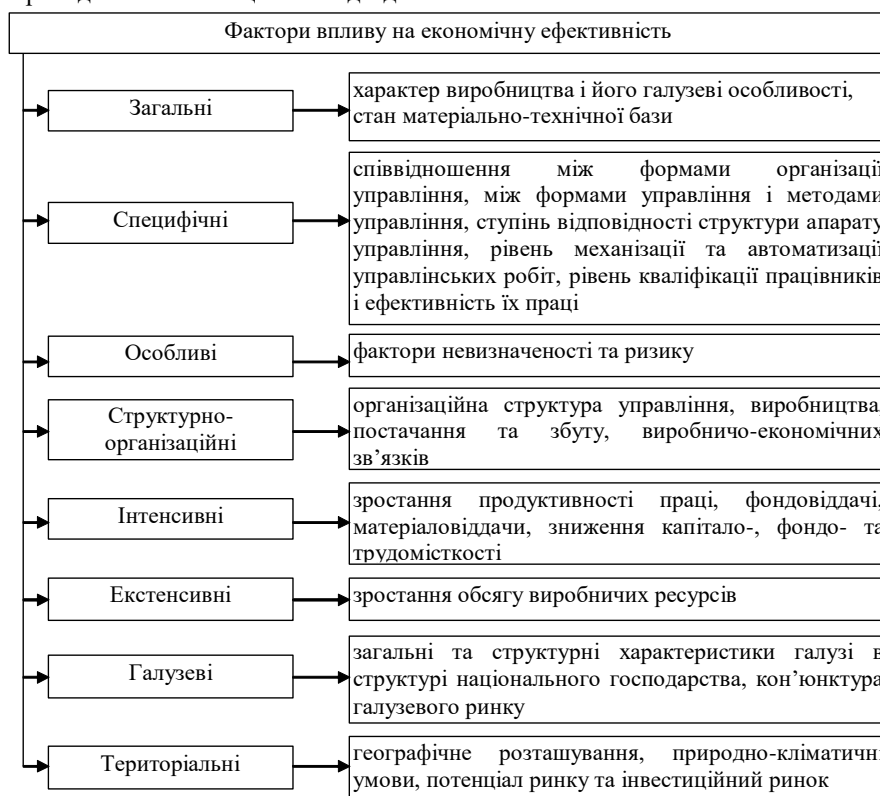 Фактори впливу на економічну ефективність
Загальні
характер виробництва і його галузеві особливості,
стан матеріально-технічної бази
Специфічні
співвідношення між формами організації
управління, між формами управління і методами
управління, ступінь відповідності структури апарату
управління, рівень механізації та автоматизації
управлінських робіт, рівень кваліфікації працівників
і ефективність їх праці
Особливі
фактори невизначеності та ризику
Структурно-
організаційні
організаційна структура управління, виробництва,
постачання та збуту, виробничо-економічних
зв’язків
Інтенсивні
зростання продуктивності праці, фондовіддачі,
матеріаловіддачи, зниження капітало-, фондо- та
трудомісткості
Екстенсивні
зростання обсягу виробничих ресурсів
Галузеві
загальні та структурні характеристики галузі в
структурі національного господарства, кон’юнктура
галузевого ринку
Територіальні
географічне розташування, природно-кліматичні
умови, потенціал ринку та інвестиційний ринок